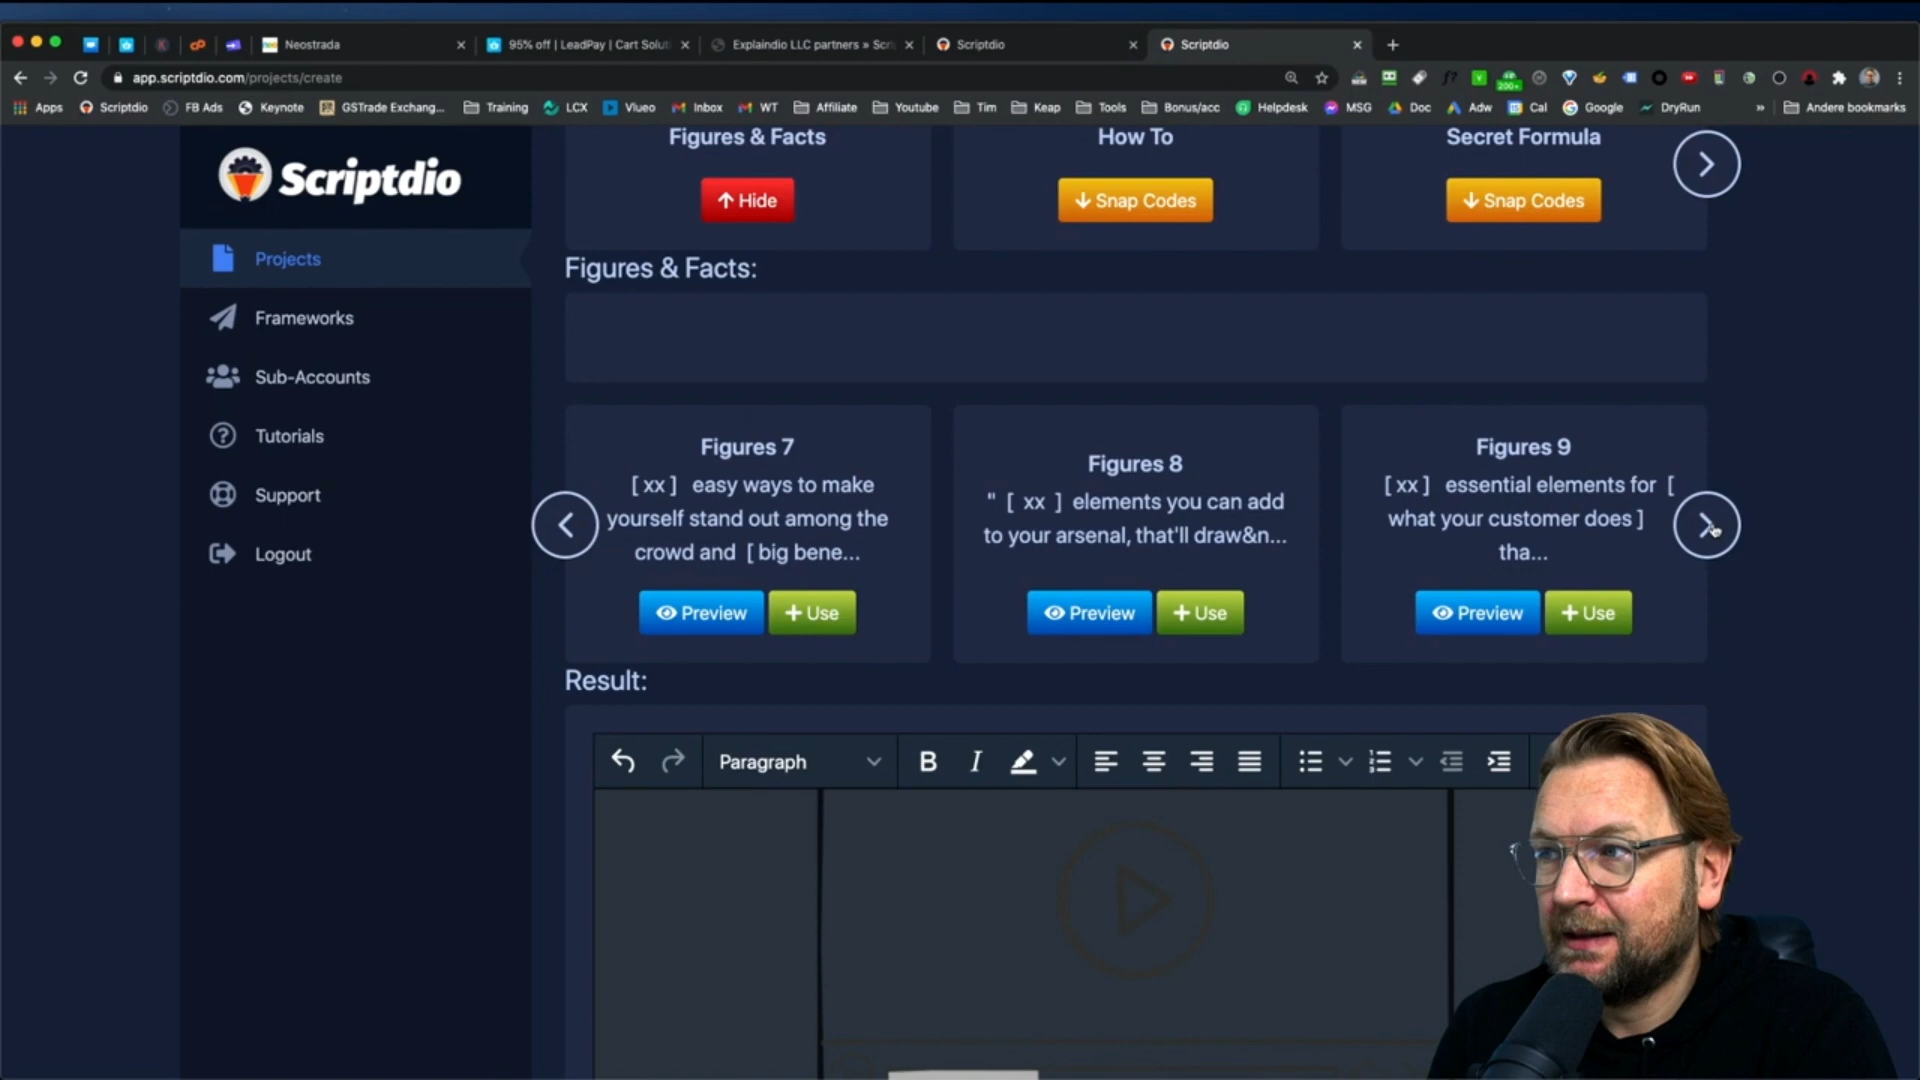 Neostrada
95% off | LeadPay | Cart Soluti
Explaindio LLC partners » Scri
Scriptdio
Scriptdio
app.scriptdio.com/projects/create
200+
Apps
Scriptdio
FB Ads
Keynote
GSTrade Exchang...
Training
LCX
Vlueo
Inbox
WT
Affiliate
Youtube
Tim
Keap
Tools
Bonus/acc
Helpdesk
MSG
Doc
Adw
Cal
Google
DryRun
»
Andere bookmarks
Scriptdio
Projects
Frameworks
Sub-Accounts
Tutorials
Support
Logout
Figures & Facts
Hide
How To
Snap Codes
Secret Formula
Snap Codes
Figures & Facts:
Figures 7
[ xx ] easy ways to make
yourself stand out among the
crowd and [ big bene...
Preview
+ Use
Figures 8
" [ xx ] elements you can add
to your arsenal, that'll draw&n...
Preview
+ Use
Figures 9
[ xx ] essential elements for [
what your customer does ]
tha...
Preview
+ Use
Result:
Paragraph
B
I